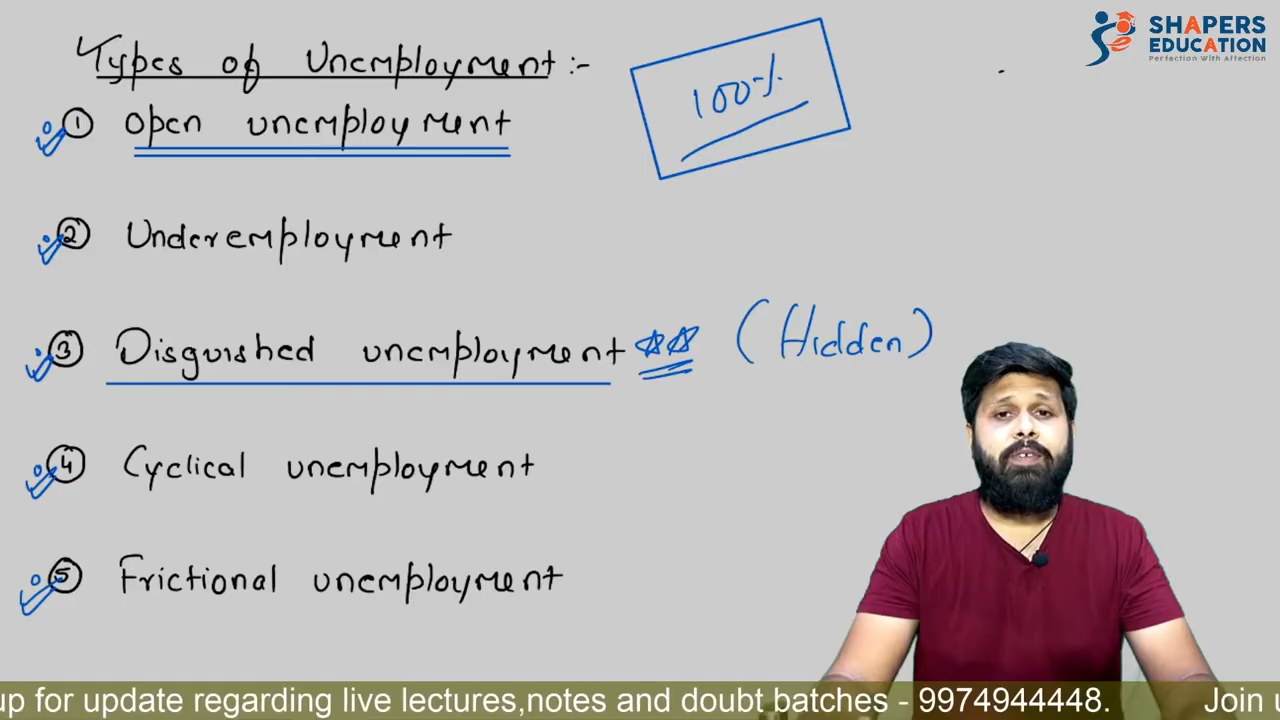 Types of Unemployment :-
100%
① Open unemployment
② Underemployment
③ Disguished unemployment ☆☆ (Hidden)
④ Cyclical unemployment
⑤ Frictional unemployment
SHAPERS
EDUCATION
Perfection With Affection
up for update regarding live lectures,notes and doubt batches - 9974944448. Join u